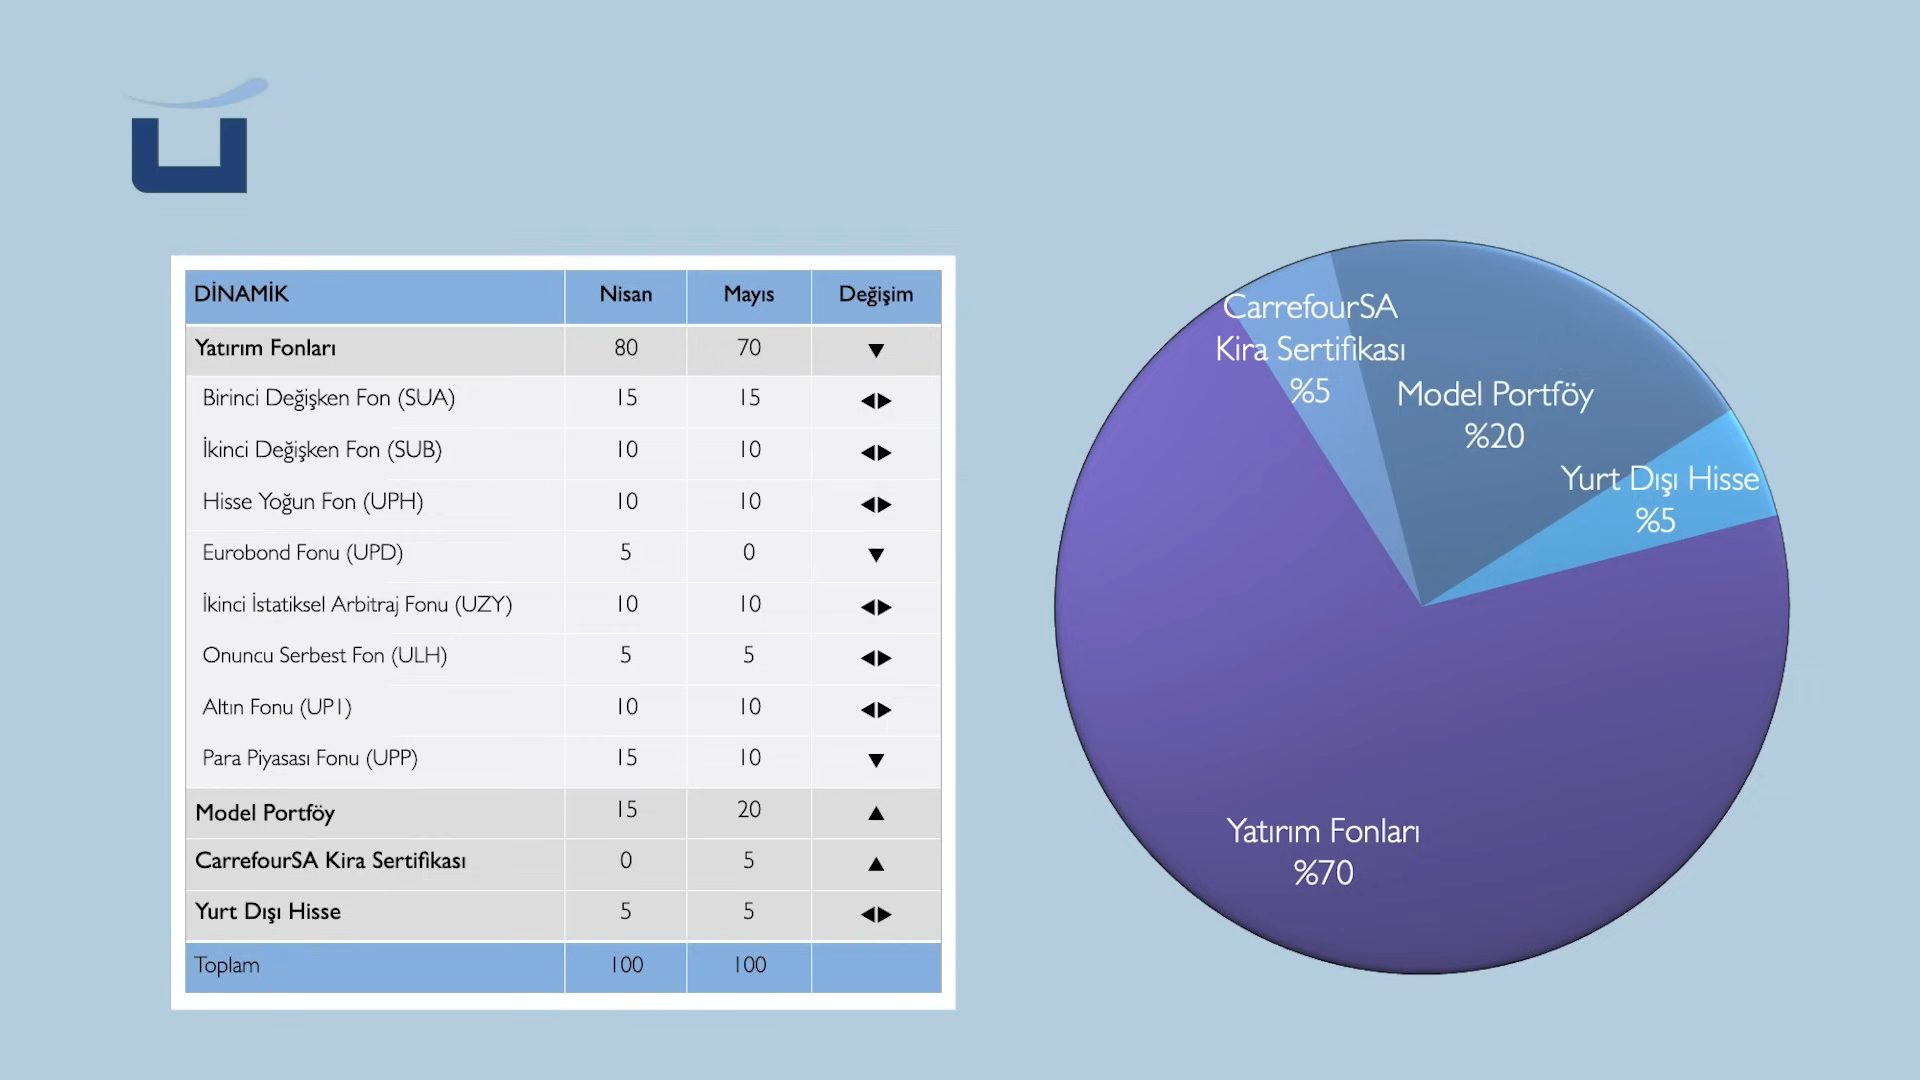 DİNAMİK Nisan Mayıs Değişim
Yatırım Fonları 80 70 ▼
Birinci Değişken Fon (SUA) 15 15 ◀▶
İkinci Değişken Fon (SUB) 10 10 ◀▶
Hisse Yoğun Fon (UPH) 10 10 ◀▶
Eurobond Fonu (UPD) 5 0 ▼
İkinci İstatiksel Arbitraj Fonu (UZY) 10 10 ◀▶
Onuncu Serbest Fon (ULH) 5 5 ◀▶
Altın Fonu (UP1) 10 10 ◀▶
Para Piyasası Fonu (UPP) 15 10 ▼
Model Portföy 15 20 ▲
CarrefourSA Kira Sertifikası 0 5 ▲
Yurt Dışı Hisse 5 5 ◀▶
Toplam 100 100
CarrefourSA
Kira Sertifikası
%5
Model Portföy
%20
Yurt Dışı Hisse
%5
Yatırım Fonları
%70